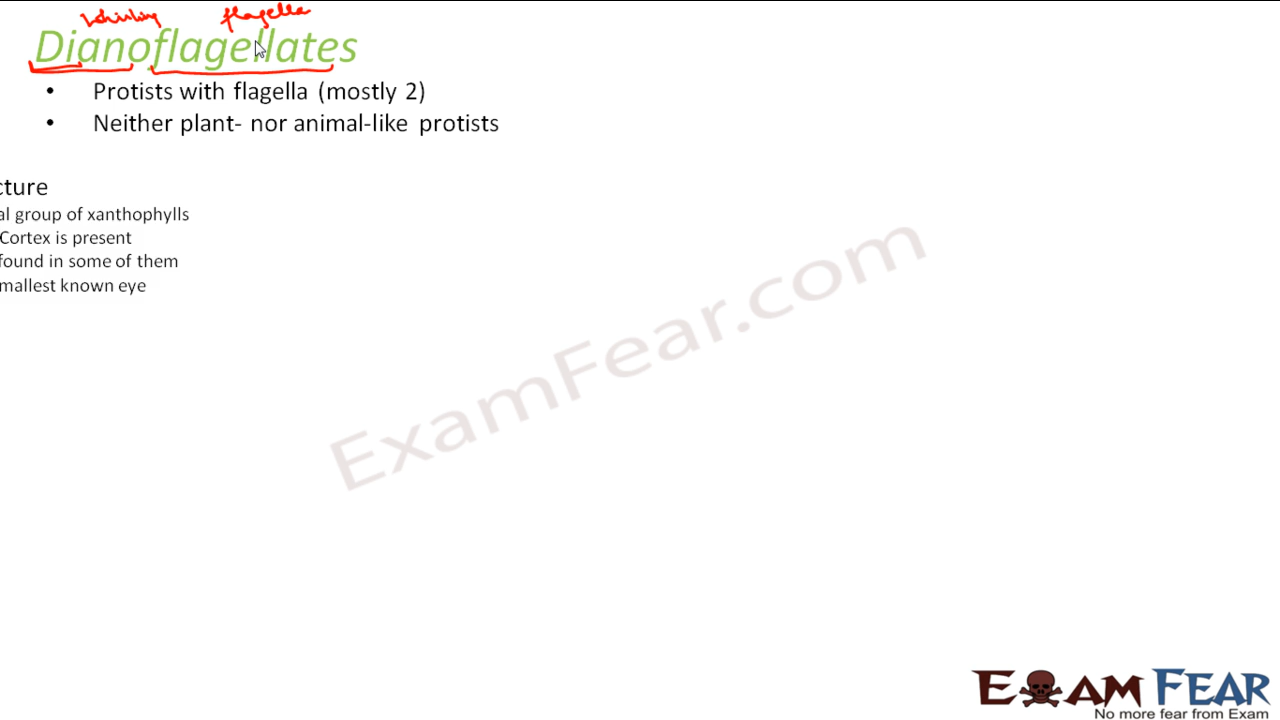 whirling flagella
Dianoflagellates
• Protists with flagella (mostly 2)
• Neither plant- nor animal-like protists
cture
al group of xanthophylls
Cortex is present
found in some of them
mallest known eye
ExamFear.com
EXAM FEAR
No more fear from Exam